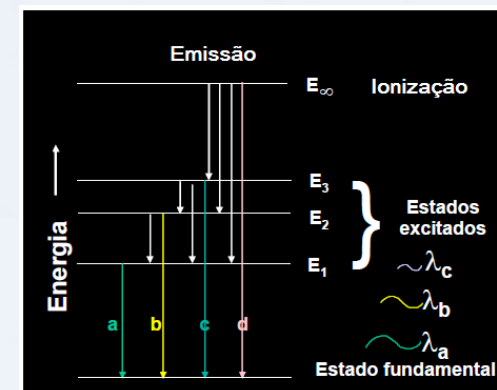 Emissão
E∞ Ionização
E3
Estados
excitados
E2
E1
Energia
λc
λb
λa
a b c d
Estado fundamental